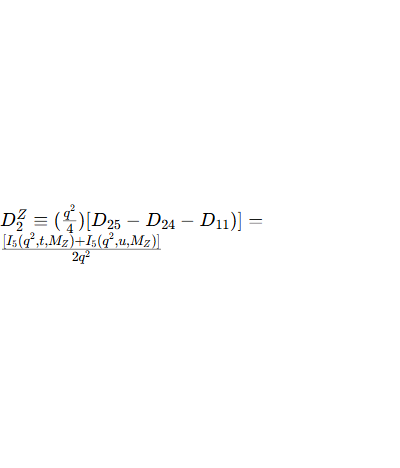 $D_2^Z \equiv (\frac{q^2}{4})[D_{25} - D_{24} - D_{11})] =$
$\frac{[I_5(q^2,t,M_Z)+I_5(q^2,u,M_Z)]}{2q^2}$